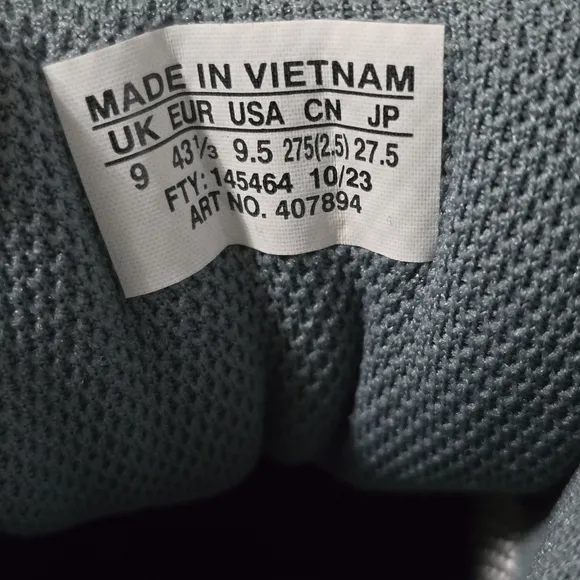 MADE IN VIETNAM
UK EUR USA CN JP
9 43⅓ 9.5 275(2.5) 27.5
FTY: 145464 10/23
ART NO. 407894